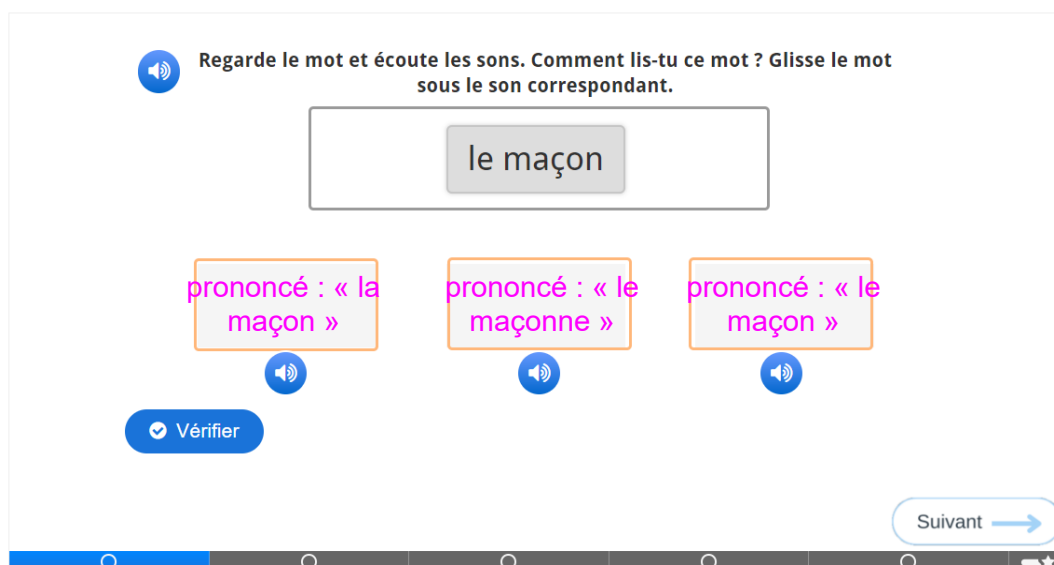 Regarde le mot et écoute les sons. Comment lis-tu ce mot ? Glisse le mot
sous le son correspondant.
le maçon
prononcé : « la
maçon »
prononcé : « le
maçonne »
prononcé : « le
maçon »
Vérifier
Suivant